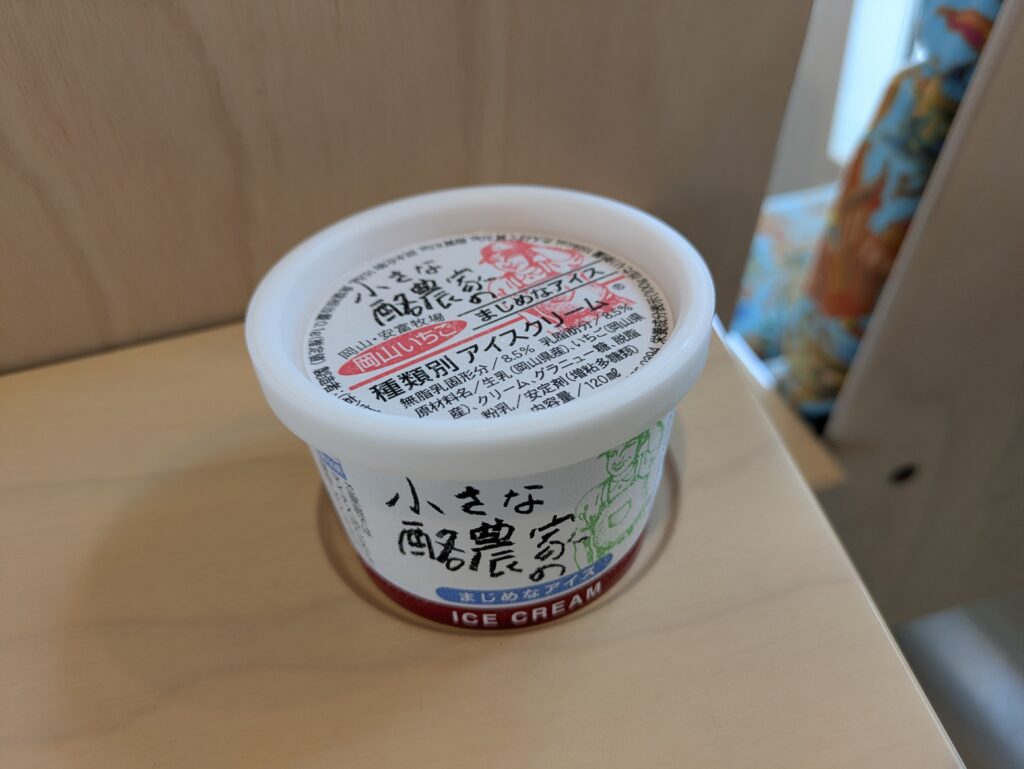 小さな
酪農家の
まじめなアイス
®
岡山・安富牧場
岡山いちご
種類別 アイスクリーム
無脂乳固形分/8.5% 乳脂肪分/8.5%
原材料名/生乳(岡山県産)、いちご(岡山県
産)、クリーム、グラニュー糖、脱脂
粉乳/安定剤(増粘多糖類)
内容量/120ml
小さな
酪農家の
まじめなアイス
ICE CREAM